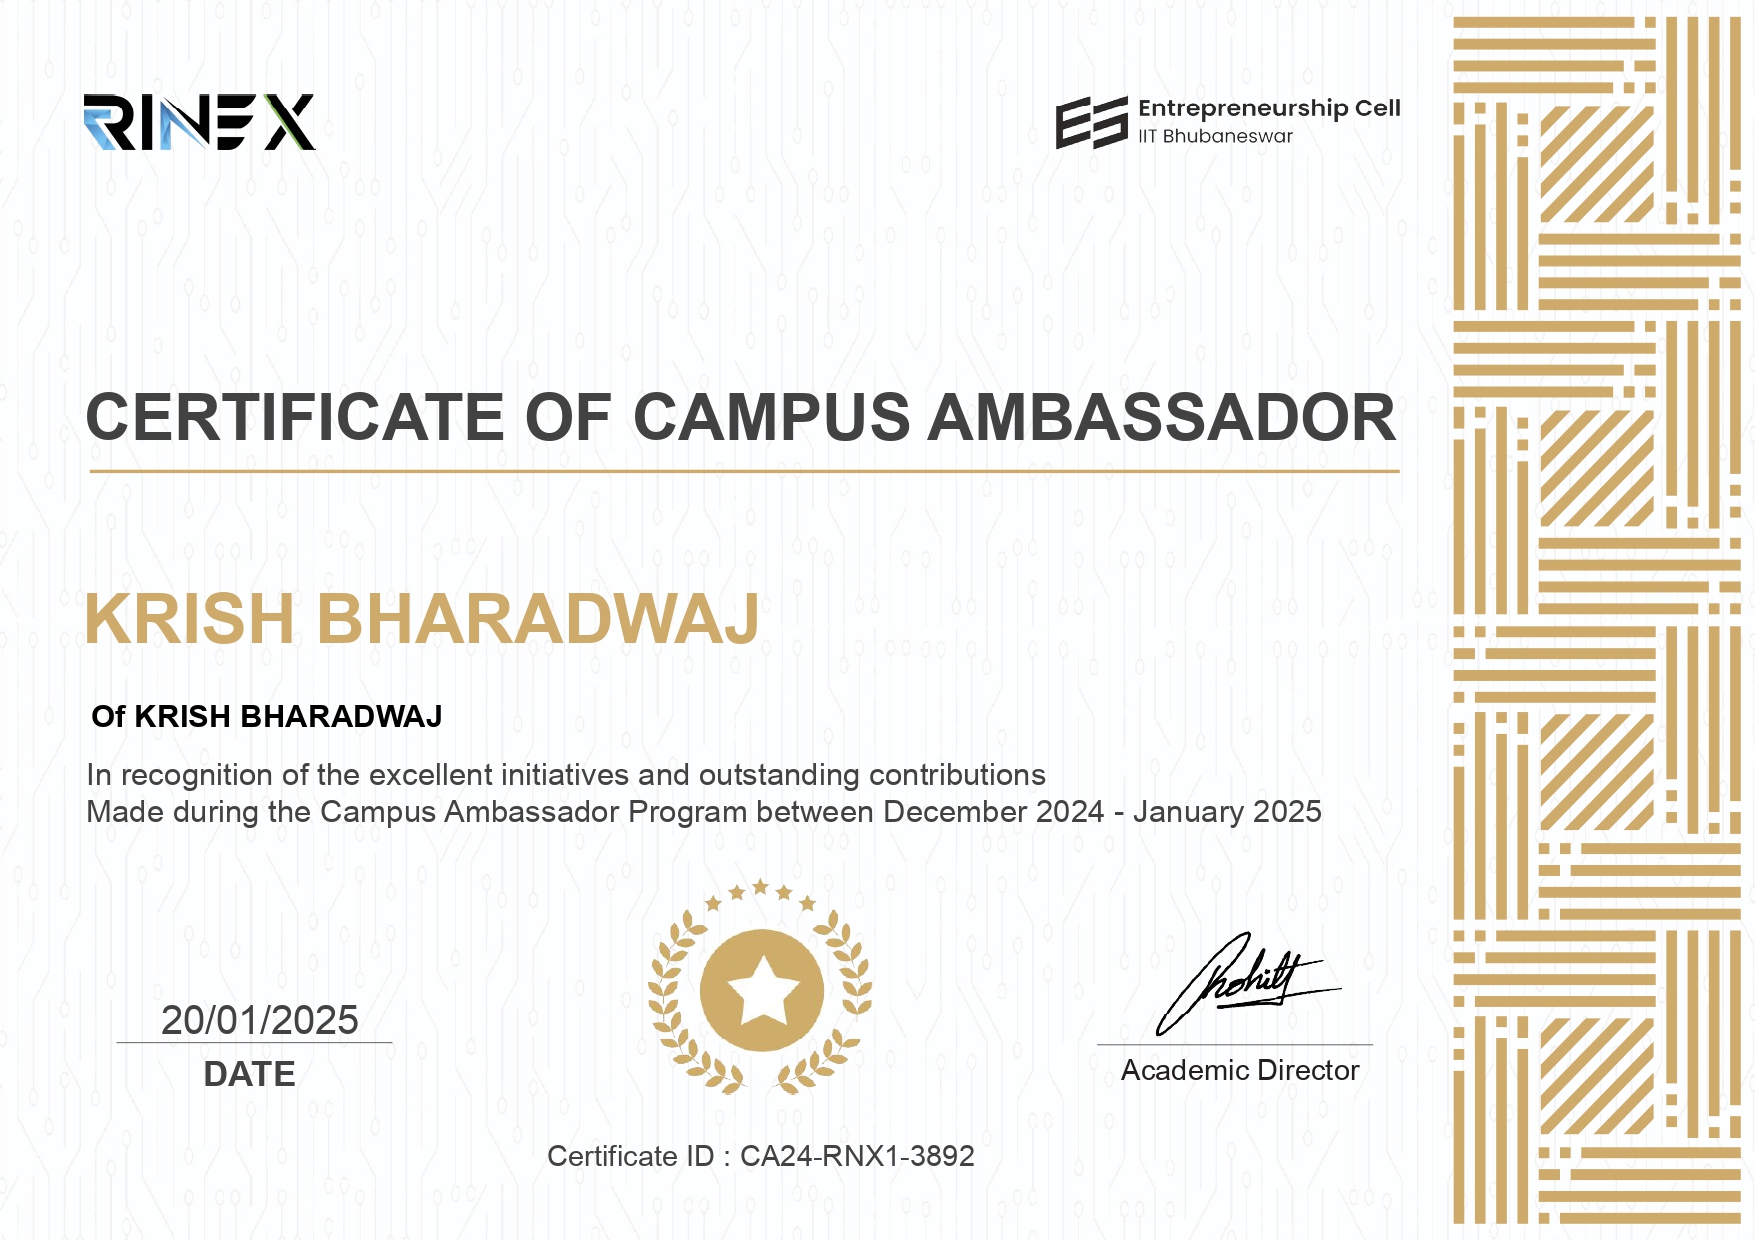 RINEX
Entrepreneurship Cell
IIT Bhubaneswar
CERTIFICATE OF CAMPUS AMBASSADOR
KRISH BHARADWAJ
Of KRISH BHARADWAJ
In recognition of the excellent initiatives and outstanding contributions
Made during the Campus Ambassador Program between December 2024 - January 2025
20/01/2025
DATE
Academic Director
Certificate ID : CA24-RNX1-3892